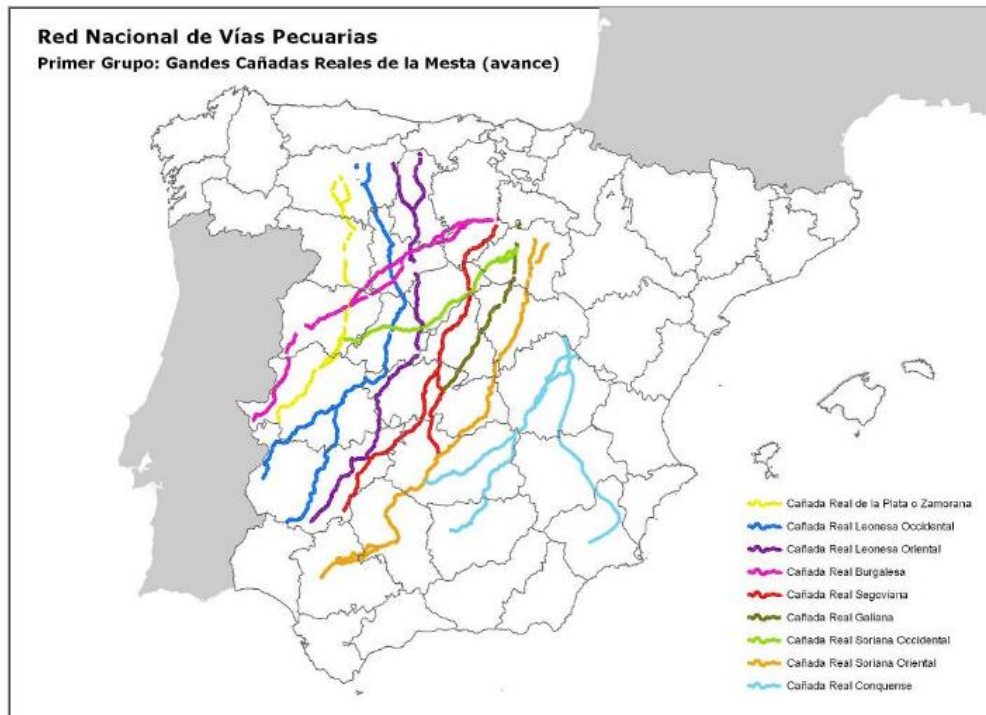 Red Nacional de Vías Pecuarias
Primer Grupo: Gandes Cañadas Reales de la Mesta (avance)
Cañada Real de la Plata o Zamorana
Cañada Real Leonesa Occidental
Cañada Real Leonesa Oriental
Cañada Real Burgalesa
Cañada Real Segoviana
Cañada Real Galiana
Cañada Real Soriana Occidental
Cañada Real Soriana Oriental
Cañada Real Conquense